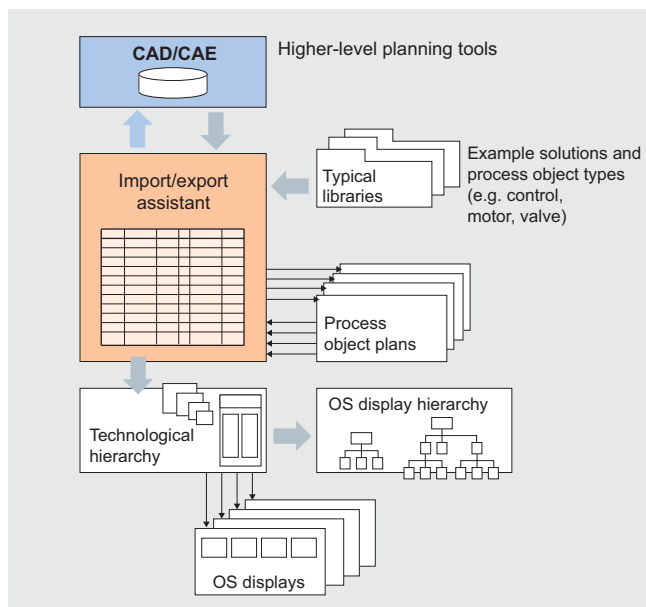 CAD/CAE
Higher-level planning tools
Import/export
assistant
Typical
libraries
Example solutions and
process object types
(e.g. control,
motor, valve)
Process
object plans
Technological
hierarchy
OS display hierarchy
OS displays